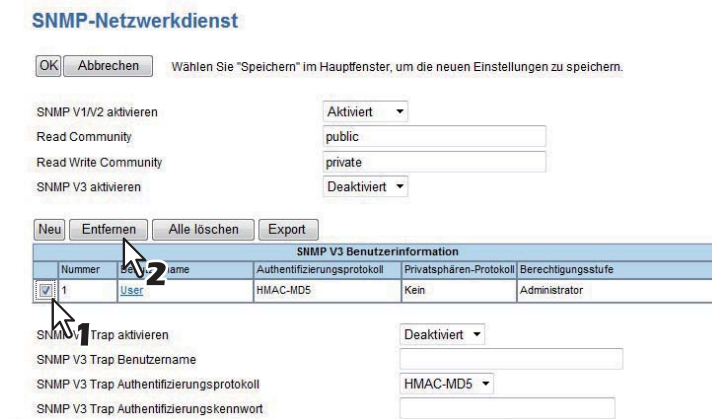 SNMP-Netzwerkdienst
OK Abbrechen Wählen Sie "Speichern" im Hauptfenster, um die neuen Einstellungen zu speichern.
SNMP V1/V2 aktivieren Aktiviert
Read Community public
Read Write Community private
SNMP V3 aktivieren Deaktiviert
Neu Entfernen Alle löschen Export
SNMP V3 Benutzerinformation
Nummer Authentifizierungsprotokoll Privatsphären-Protokoll Berechtigungsstufe
1 User HMAC-MD5 Kein Administrator
2
1
SNMP Trap aktivieren Deaktiviert
SNMP V3 Trap Benutzername
SNMP V3 Trap Authentifizierungsprotokoll HMAC-MD5
SNMP V3 Trap Authentifizierungskennwort